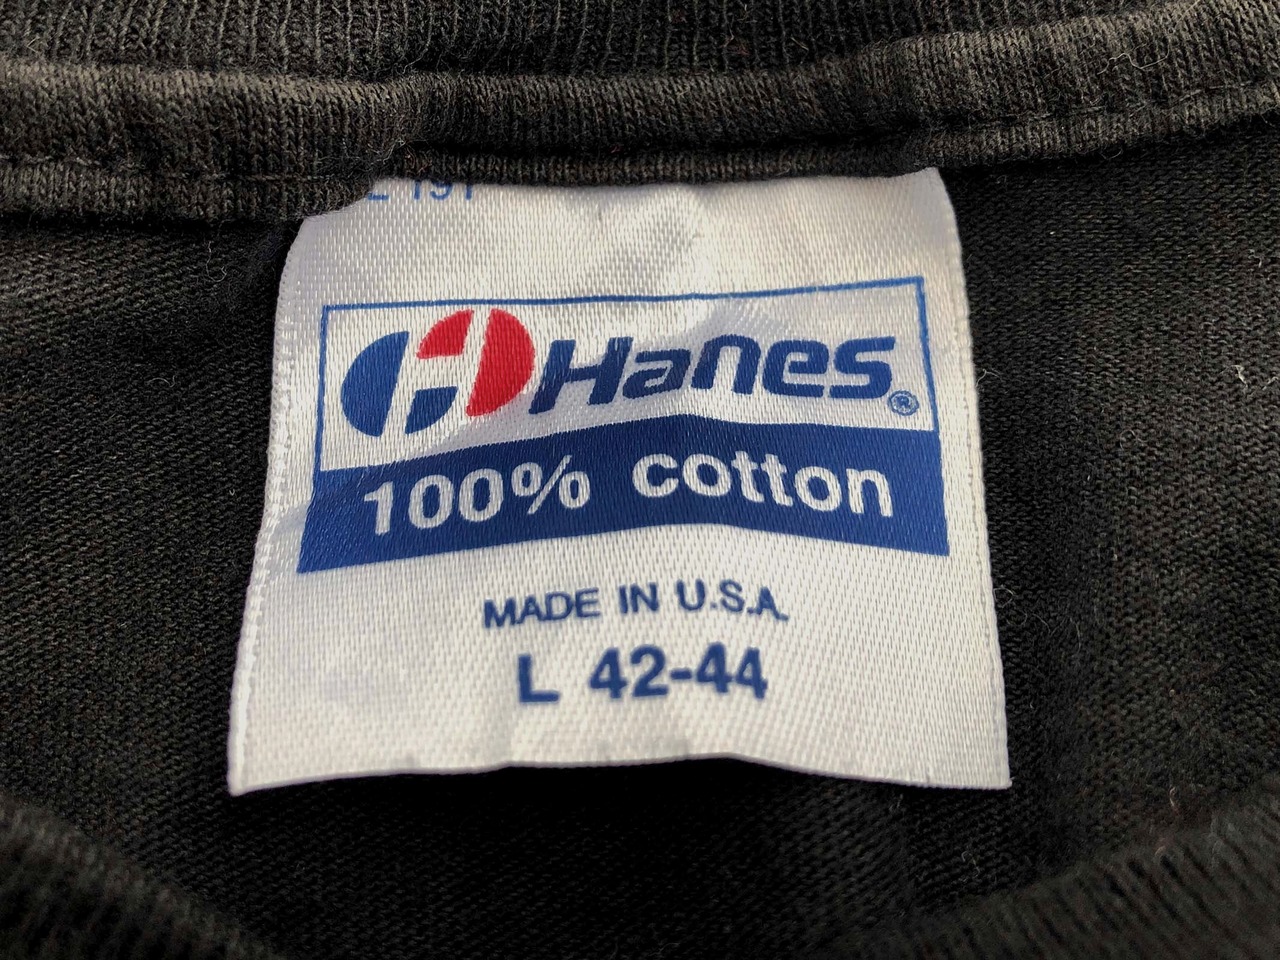 Hanes®
100% cotton
MADE IN U.S.A.
L 42-44